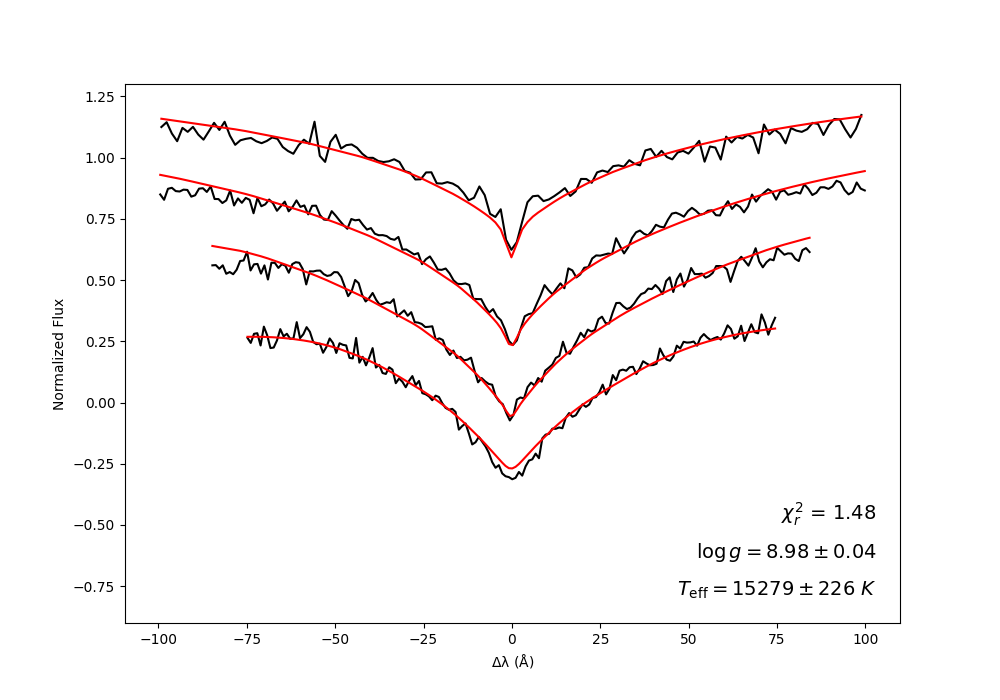 1.25
1.00
0.75
0.50
0.25
0.00
−0.25
−0.50
−0.75
Normalized Flux
χ²ᵣ = 1.48
log g = 8.98 ± 0.04
T_eff = 15279 ± 226 K
−100 −75 −50 −25 0 25 50 75 100
Δλ (Å)